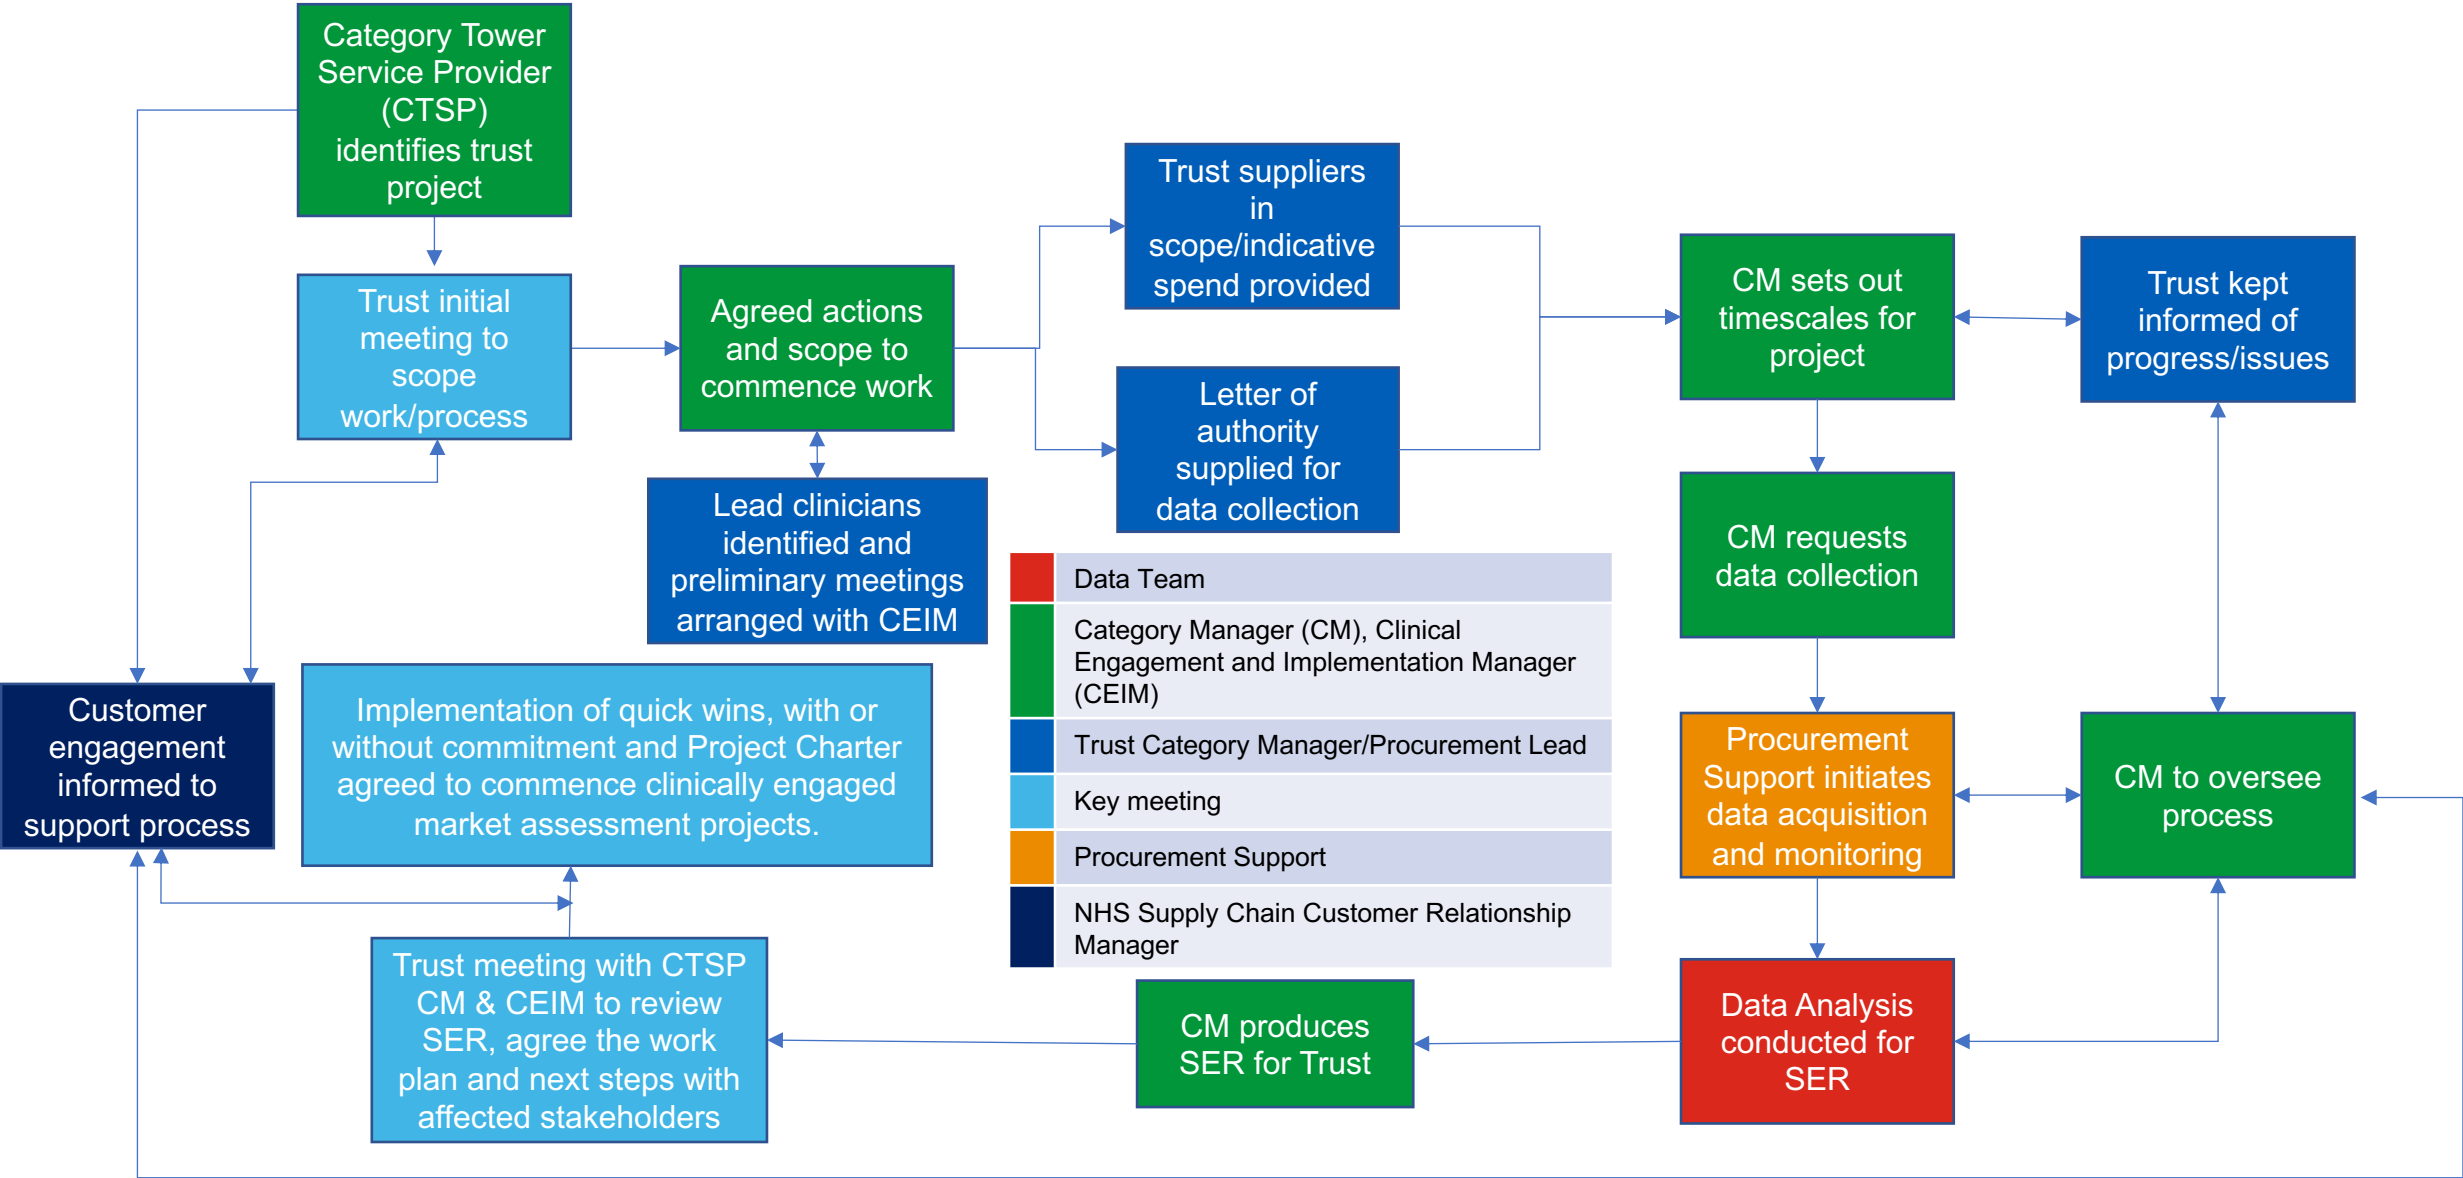 Category Tower
Service Provider
(CTSP)
identifies trust
project
Trust initial
meeting to
scope
work/process
Agreed actions
and scope to
commence work
Lead clinicians
identified and
preliminary meetings
arranged with CEIM
Trust suppliers
in
scope/indicative
spend provided
Letter of
authority
supplied for
data collection
CM sets out
timescales for
project
Trust kept
informed of
progress/issues
CM requests
data collection
Procurement
Support initiates
data acquisition
and monitoring
CM to oversee
process
Data Analysis
conducted for
SER
CM produces
SER for Trust
Trust meeting with CTSP
CM & CEIM to review
SER, agree the work
plan and next steps with
affected stakeholders
Implementation of quick wins, with or
without commitment and Project Charter
agreed to commence clinically engaged
market assessment projects.
Customer
engagement
informed to
support process
Data Team
Category Manager (CM), Clinical
Engagement and Implementation Manager
(CEIM)
Trust Category Manager/Procurement Lead
Key meeting
Procurement Support
NHS Supply Chain Customer Relationship
Manager